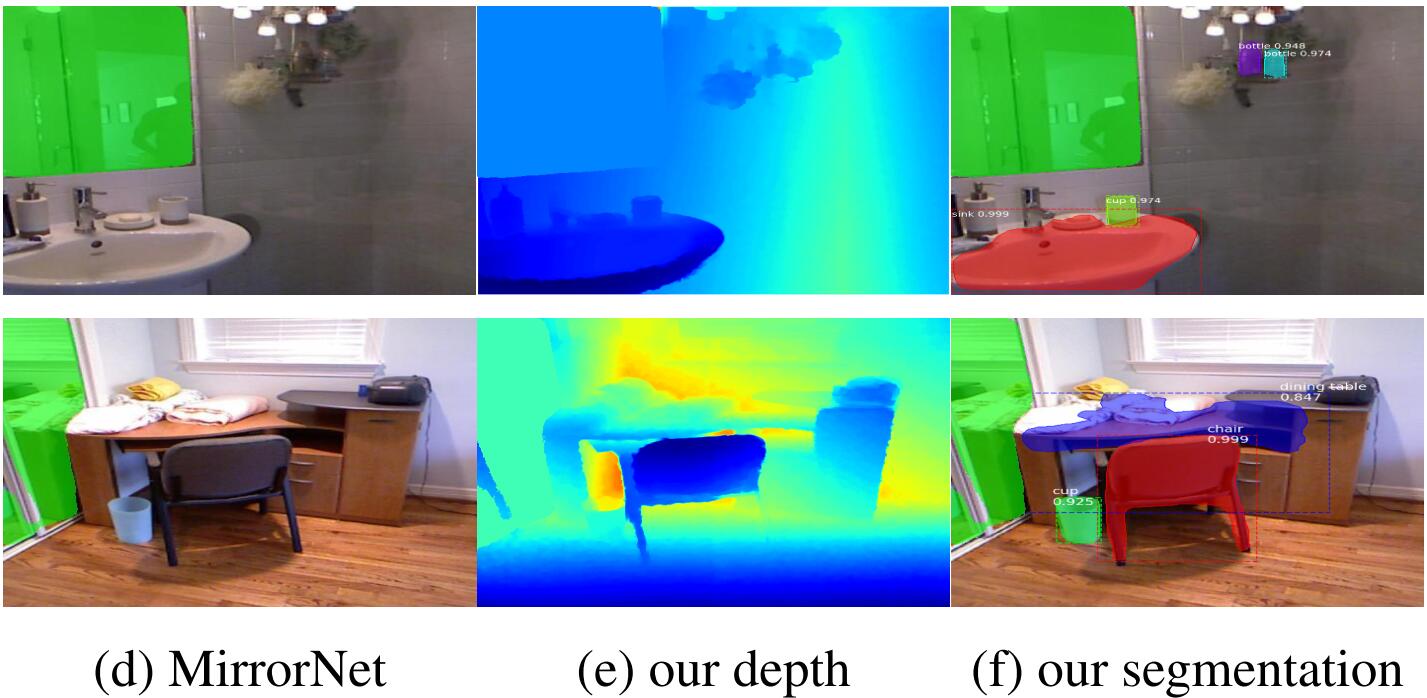 bottle 0.948
bottle 0.974
cup 0.974
sink 0.999
dining table
0.847
chair
0.999
cup
0.925
(d) MirrorNet
(e) our depth
(f) our segmentation